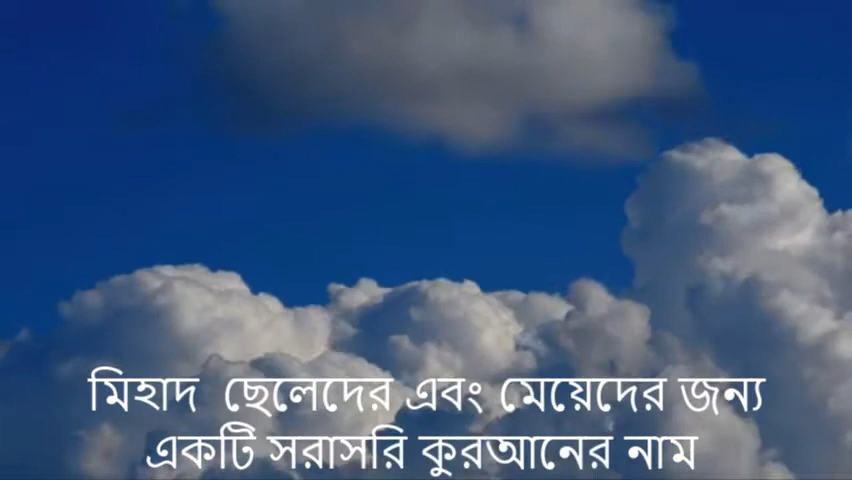 মিহাদ ছেলেদের এবং মেয়েদের জন্য
একটি সরাসরি কুরআনের নাম